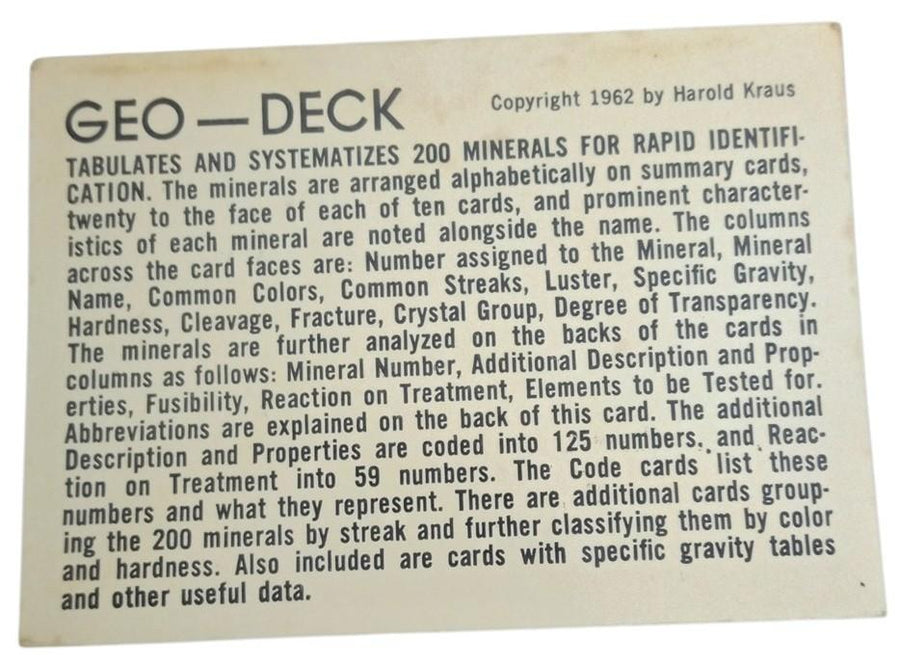 GEO — DECK Copyright 1962 by Harold Kraus
TABULATES AND SYSTEMATIZES 200 MINERALS FOR RAPID IDENTIFI-
CATION. The minerals are arranged alphabetically on summary cards,
twenty to the face of each of ten cards, and prominent character-
istics of each mineral are noted alongside the name. The columns
across the card faces are: Number assigned to the Mineral, Mineral
Name, Common Colors, Common Streaks, Luster, Specific Gravity,
Hardness, Cleavage, Fracture, Crystal Group, Degree of Transparency.
The minerals are further analyzed on the backs of the cards in
columns as follows: Mineral Number, Additional Description and Prop-
erties, Fusibility, Reaction on Treatment, Elements to be Tested for.
Abbreviations are explained on the back of this card. The additional
Description and Properties are coded into 125 numbers. and Reac-
tion on Treatment into 59 numbers. The Code cards list these
numbers and what they represent. There are additional cards group-
ing the 200 minerals by streak and further classifying them by color
and hardness. Also included are cards with specific gravity tables
and other useful data.